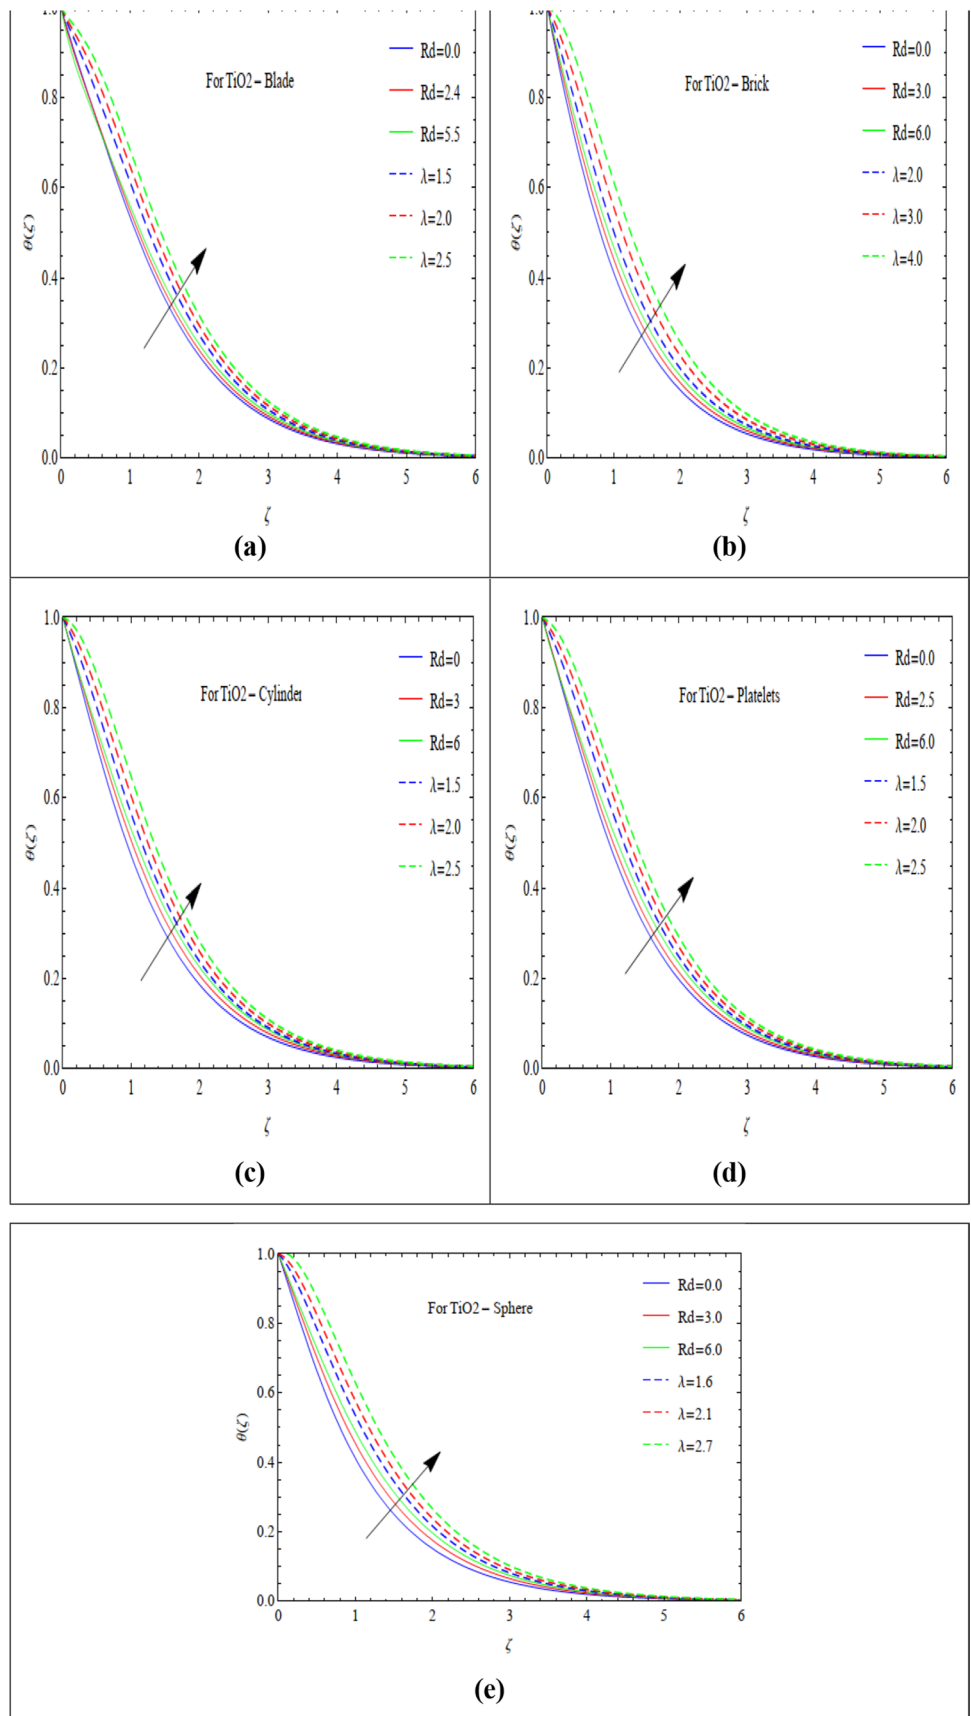 1.0
0.8
0.6
0.4
0.2
0.0
θ(ζ)
For TiO2 – Blade
Rd=0.0
Rd=2.4
Rd=5.5
λ=1.5
λ=2.0
λ=2.5
0 1 2 3 4 5 6
ζ
(a)
1.0
0.8
0.6
0.4
0.2
0.0
θ(ζ)
For TiO2 – Brick
Rd=0.0
Rd=3.0
Rd=6.0
λ=2.0
λ=3.0
λ=4.0
0 1 2 3 4 5 6
ζ
(b)
1.0
0.8
0.6
0.4
0.2
0.0
θ(ζ)
For TiO2 – Cylinder
Rd=0
Rd=3
Rd=6
λ=1.5
λ=2.0
λ=2.5
0 1 2 3 4 5 6
ζ
(c)
1.0
0.8
0.6
0.4
0.2
0.0
θ(ζ)
For TiO2 – Platelets
Rd=0.0
Rd=2.5
Rd=6.0
λ=1.5
λ=2.0
λ=2.5
0 1 2 3 4 5 6
ζ
(d)
1.0
0.8
0.6
0.4
0.2
0.0
θ(ζ)
For TiO2 – Sphere
Rd=0.0
Rd=3.0
Rd=6.0
λ=1.6
λ=2.1
λ=2.7
0 1 2 3 4 5 6
ζ
(e)